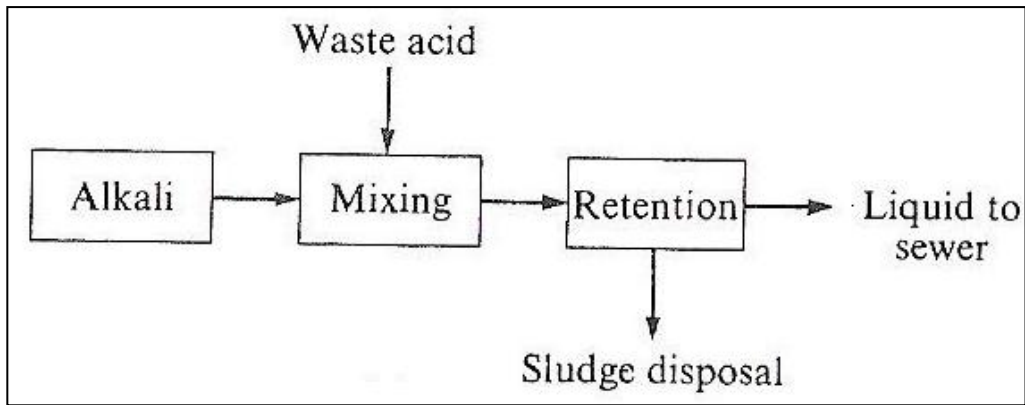 Waste acid
Alkali
Mixing
Retention
Liquid to
sewer
Sludge disposal